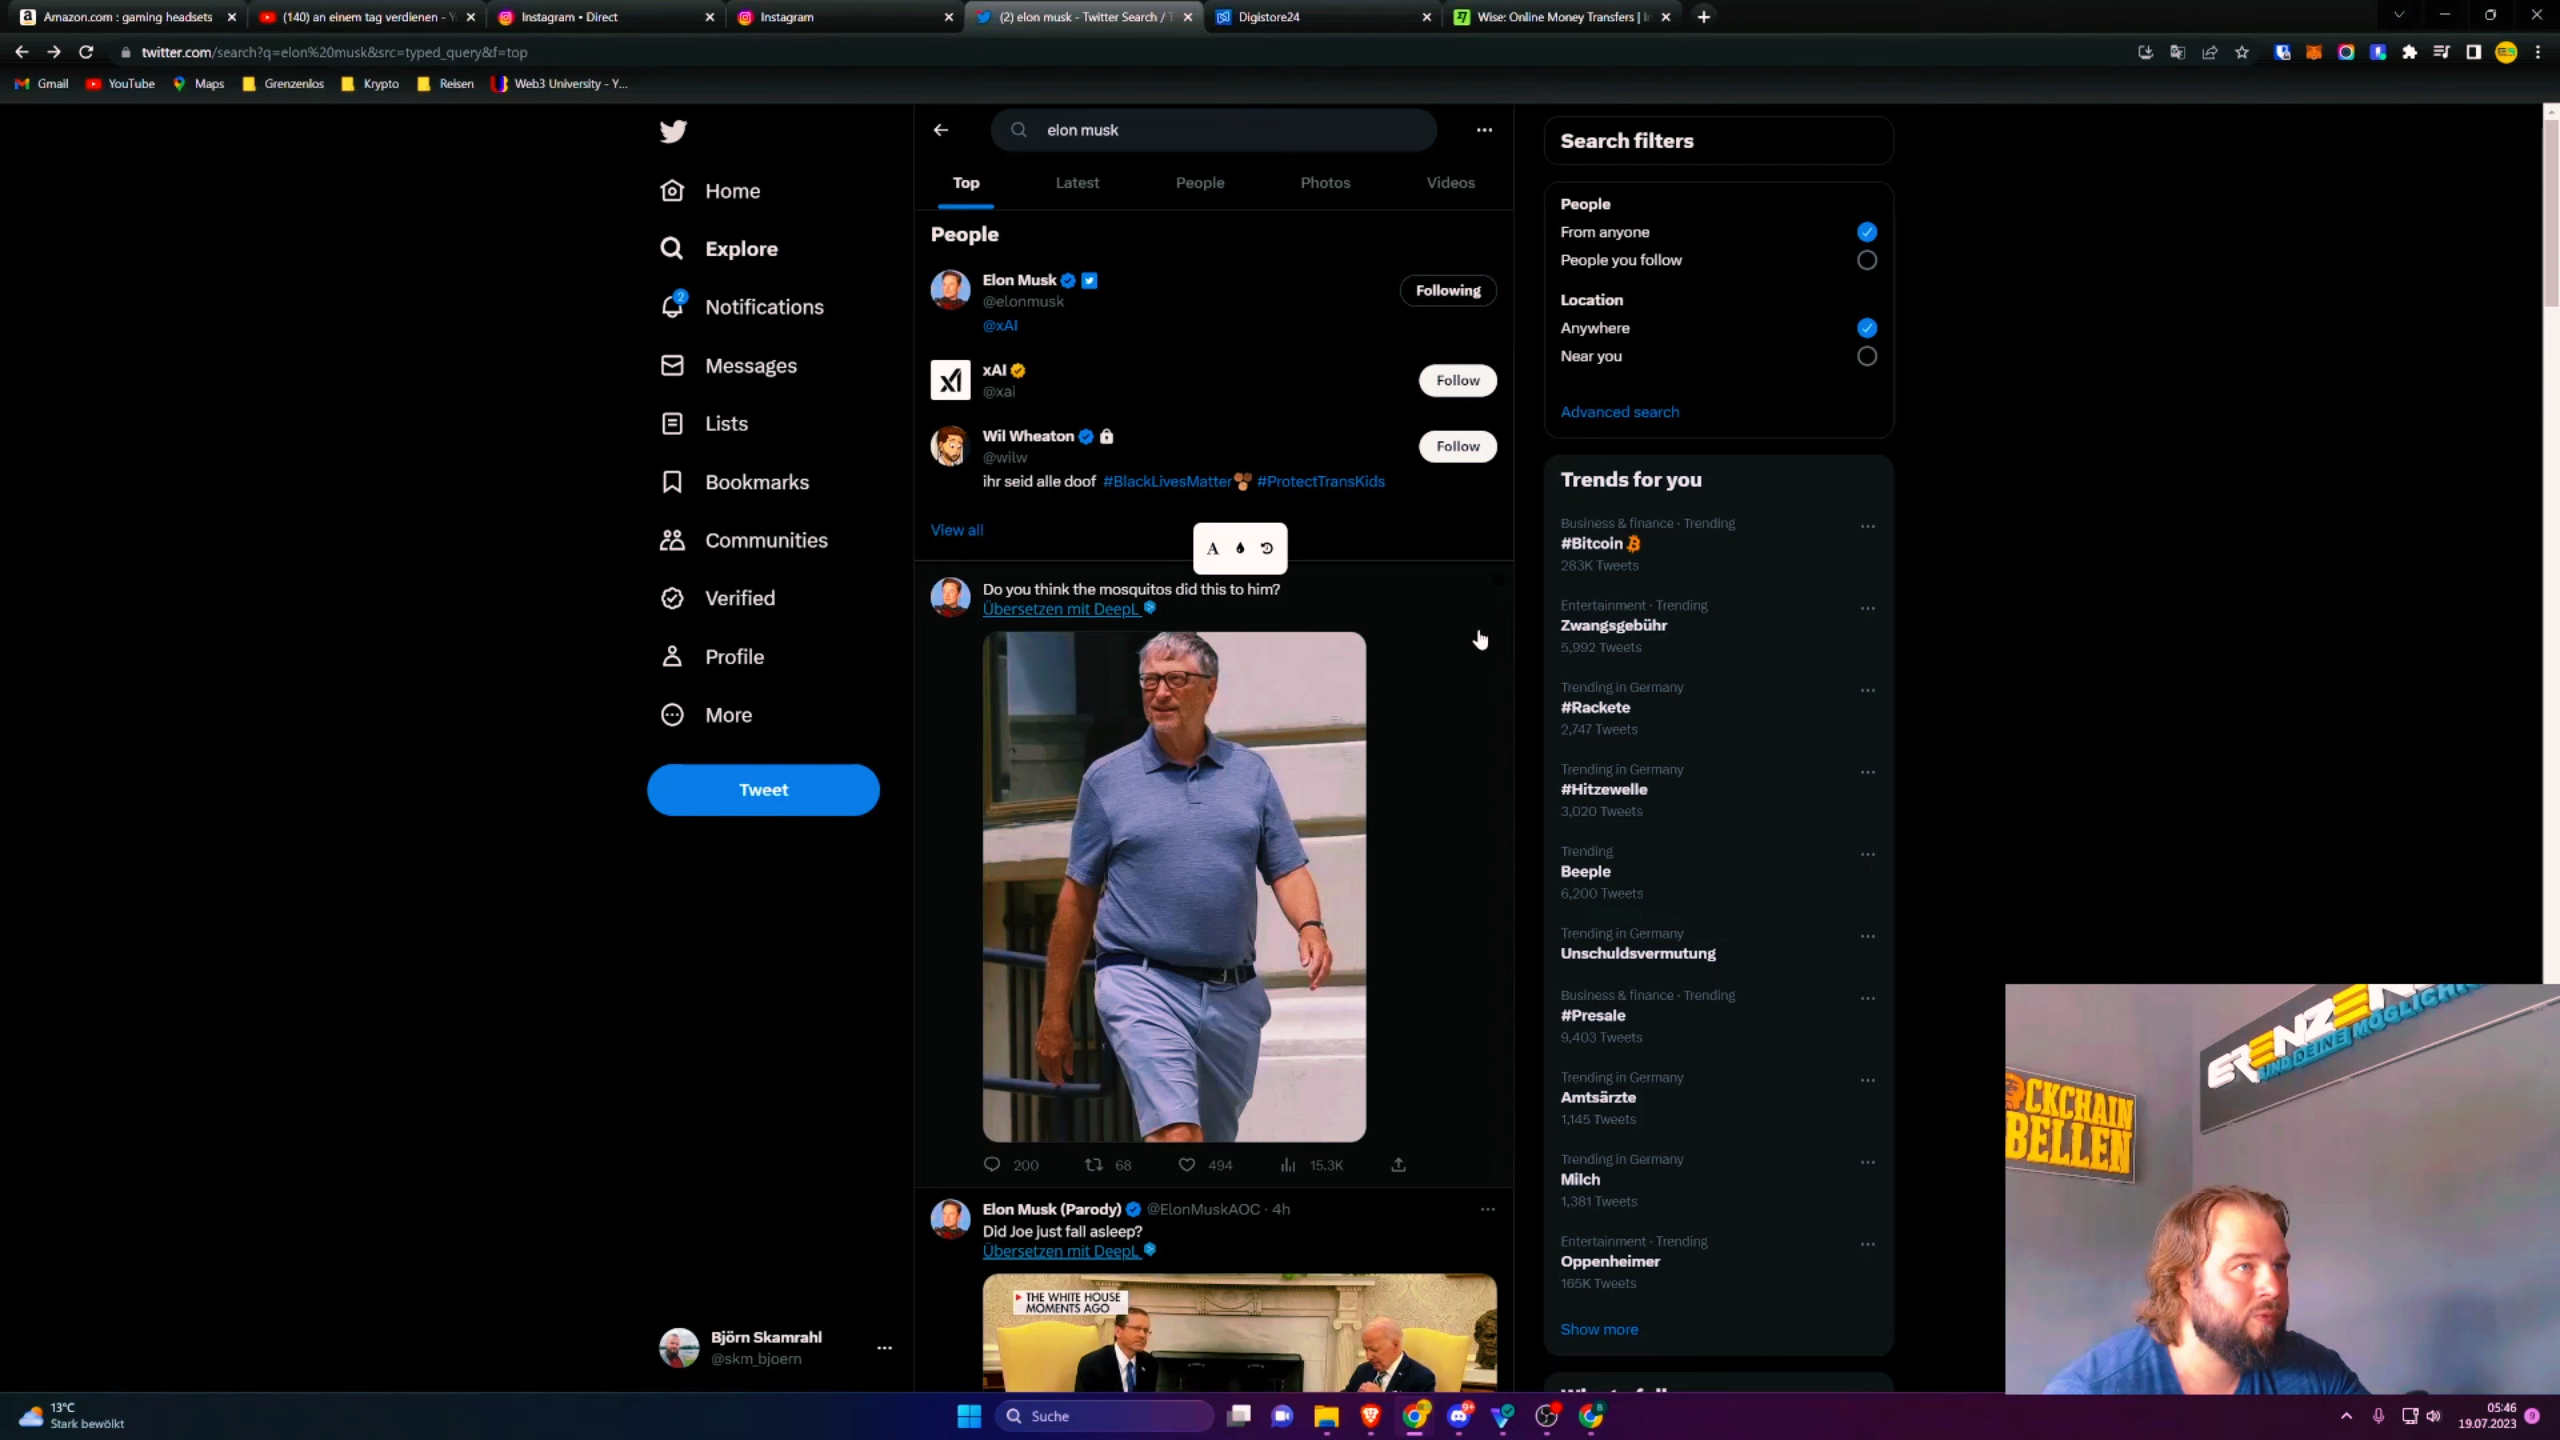 Amazon.com : gaming headsets
(140) an einem tag verdienen - Y
Instagram • Direct
Instagram
(2) elon musk - Twitter Search / T
Digistore24
Wise: Online Money Transfers | In
twitter.com/search?q=elon%20musk&src=typed_query&f=top
Gmail
YouTube
Maps
Grenzenlos
Krypto
Reisen
Web3 University - Y...
Home
Explore
2
Notifications
Messages
Lists
Bookmarks
Communities
Verified
Profile
More
Tweet
Björn Skamrahl
@skm_bjoern
elon musk
Top
Latest
People
Photos
Videos
People
Elon Musk
@elonmusk
@xAI
Following
xAI
@xai
Follow
Wil Wheaton
@wilw
ihr seid alle doof #BlackLivesMatter #ProtectTransKids
Follow
View all
A
Do you think the mosquitos did this to him?
Übersetzen mit DeepL
200
68
494
15.3K
Elon Musk (Parody) @ElonMuskAOC · 4h
Did Joe just fall asleep?
Übersetzen mit DeepL
THE WHITE HOUSE
MOMENTS AGO
Search filters
People
From anyone
People you follow
Location
Anywhere
Near you
Advanced search
Trends for you
Business & finance · Trending
#Bitcoin
283K Tweets
Entertainment · Trending
Zwangsgebühr
5,992 Tweets
Trending in Germany
#Rackete
2,747 Tweets
Trending in Germany
#Hitzewelle
3,020 Tweets
Trending
Beeple
6,200 Tweets
Trending in Germany
Unschuldsvermutung
Business & finance · Trending
#Presale
9,403 Tweets
Trending in Germany
Amtsärzte
1,145 Tweets
Trending in Germany
Milch
1,381 Tweets
Entertainment · Trending
Oppenheimer
165K Tweets
Show more
SIND DEINE MÖGLICHK
CKCHAIN
BELLEN
13°C
Stark bewölkt
Suche
9+
05:46
19.07.2023
9